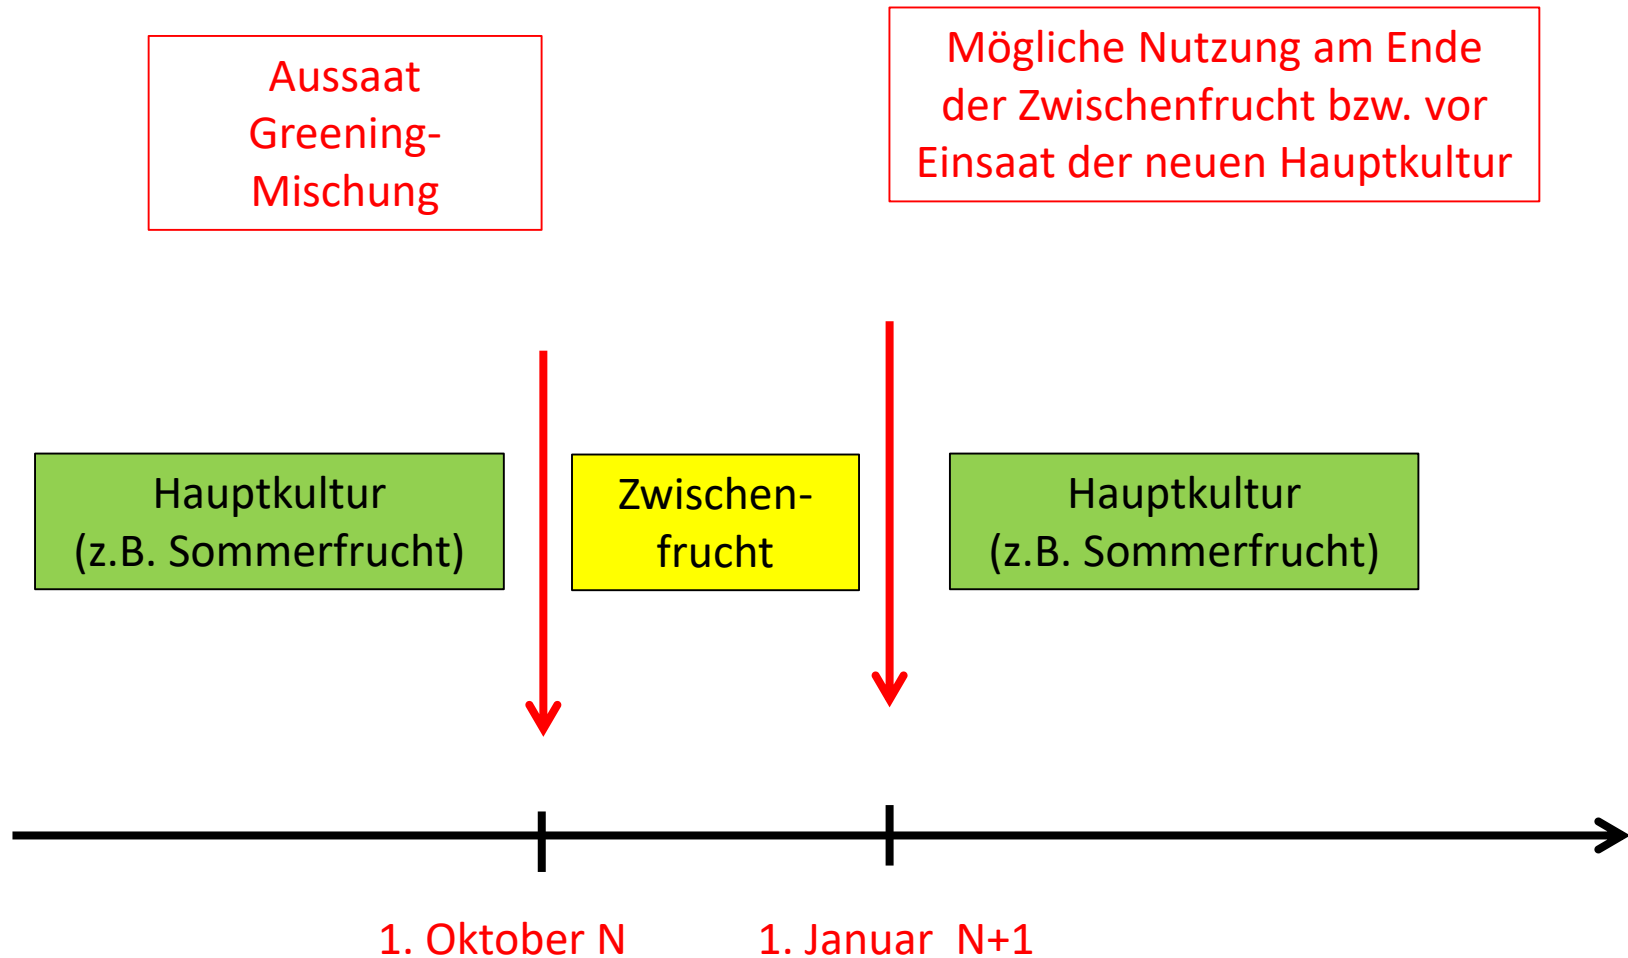 Aussaat
Greening-
Mischung
Mögliche Nutzung am Ende
der Zwischenfrucht bzw. vor
Einsaat der neuen Hauptkultur
Hauptkultur
(z.B. Sommerfrucht)
Zwischen-
frucht
Hauptkultur
(z.B. Sommerfrucht)
1. Oktober N
1. Januar  N+1